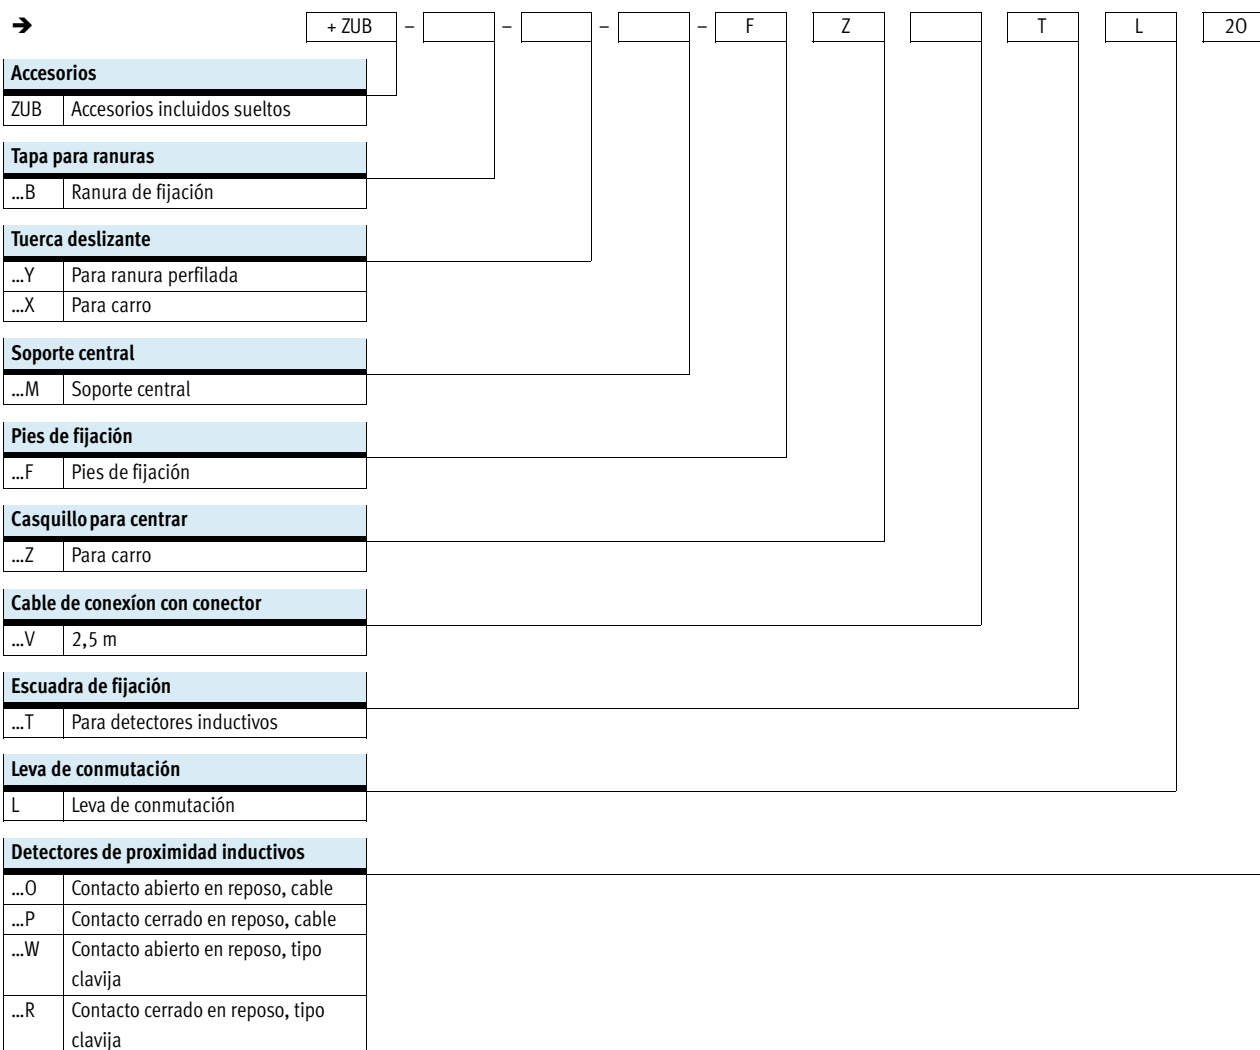 ➔ + ZUB – – – – F Z T L 2O
Accesorios
ZUB Accesorios incluidos sueltos
Tapa para ranuras
...B Ranura de fijación
Tuerca deslizante
...Y Para ranura perfilada
...X Para carro
Soporte central
...M Soporte central
Pies de fijación
...F Pies de fijación
Casquillo para centrar
...Z Para carro
Cable de conexíon con conector
...V 2,5 m
Escuadra de fijación
...T Para detectores inductivos
Leva de conmutación
L Leva de conmutación
Detectores de proximidad inductivos
...O Contacto abierto en reposo, cable
...P Contacto cerrado en reposo, cable
...W Contacto abierto en reposo, tipo
clavija
...R Contacto cerrado en reposo, tipo
clavija